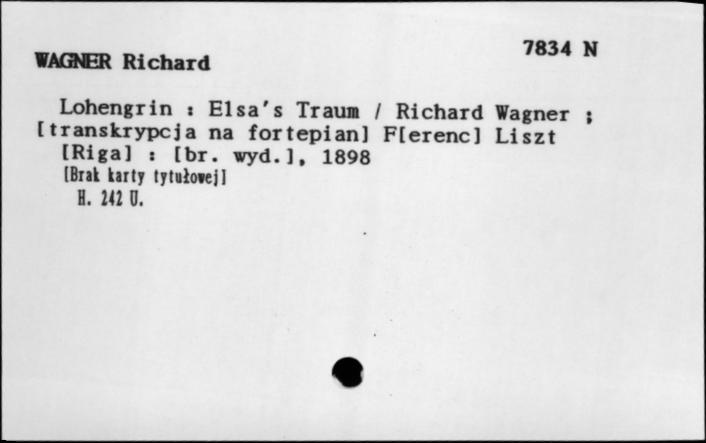 7834 N
WAGNER Richard
Lohengrin : Elsa's Traum / Richard Wagner ;
[transkrypcja na fortepian] F[erenc] Liszt
[Riga] : [br. wyd.], 1898
[Brak karty tytułowej]
H. 242 U.